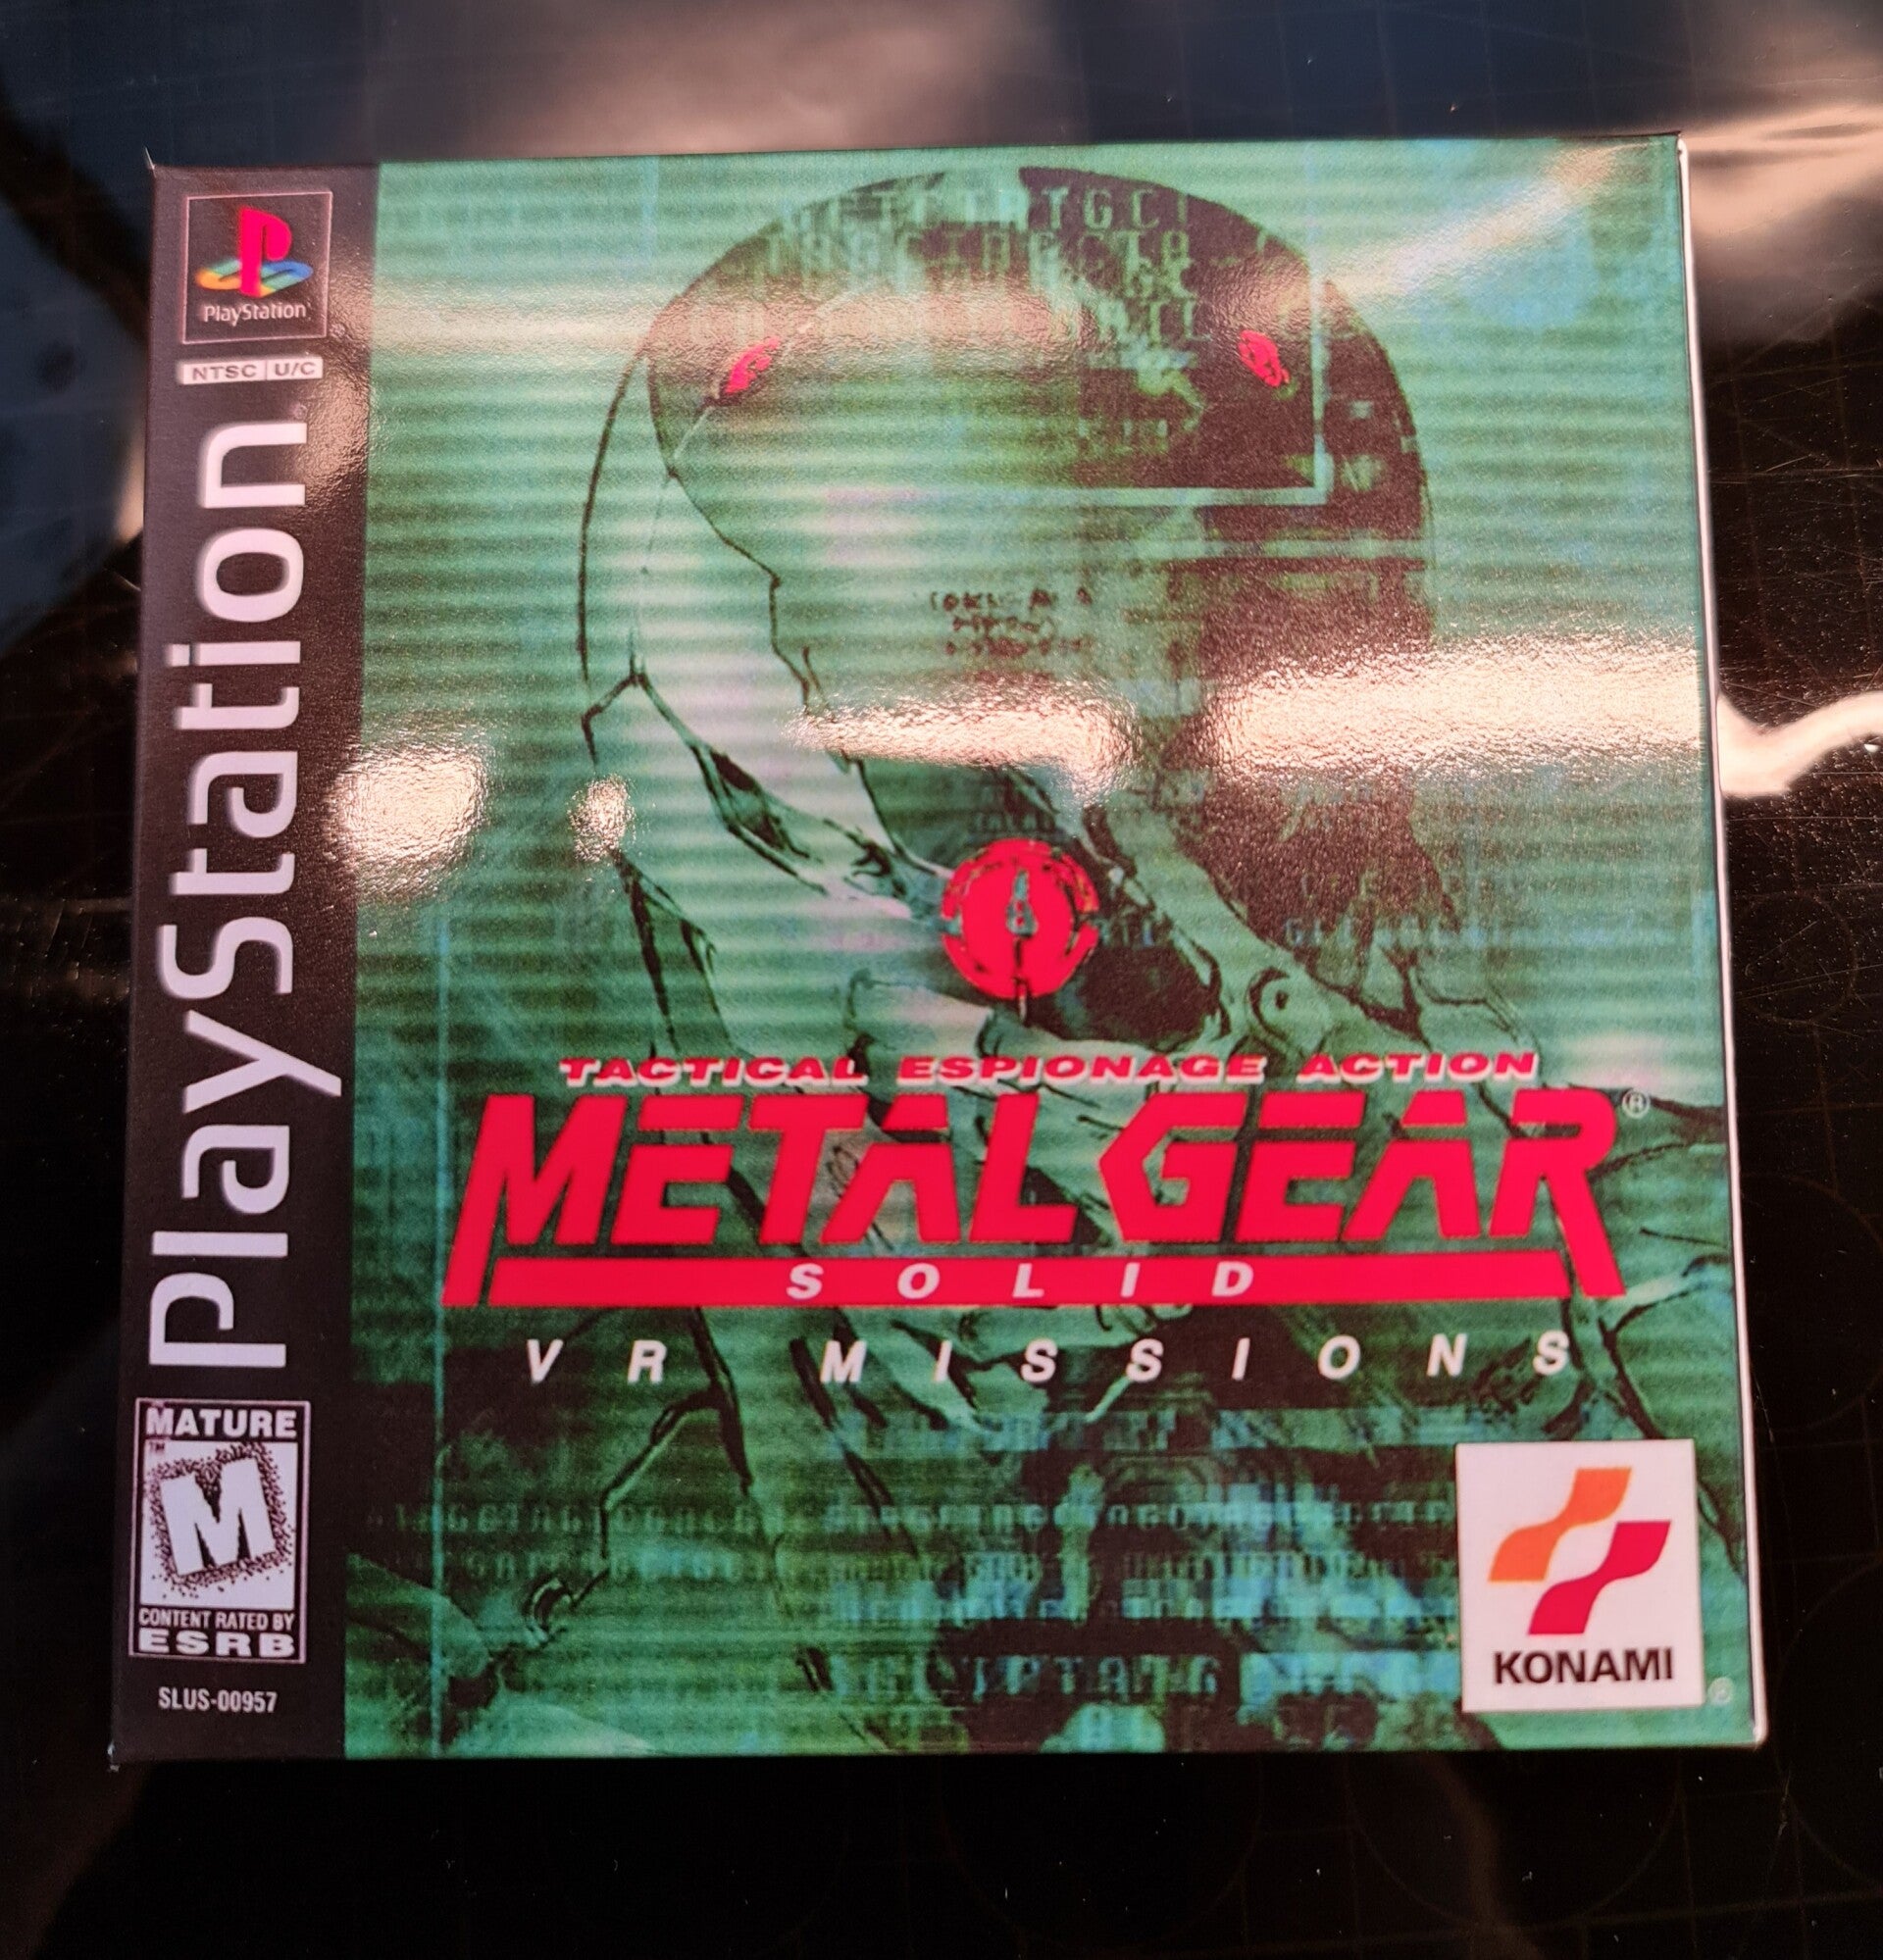 PlayStation
NTSC U/C
PlayStation
MATURE
TM
M
CONTENT RATED BY
ESRB
SLUS-00957
TACTICAL ESPIONAGE ACTION
METAL GEAR ®
SOLID
VR MISSIONS
KONAMI
®